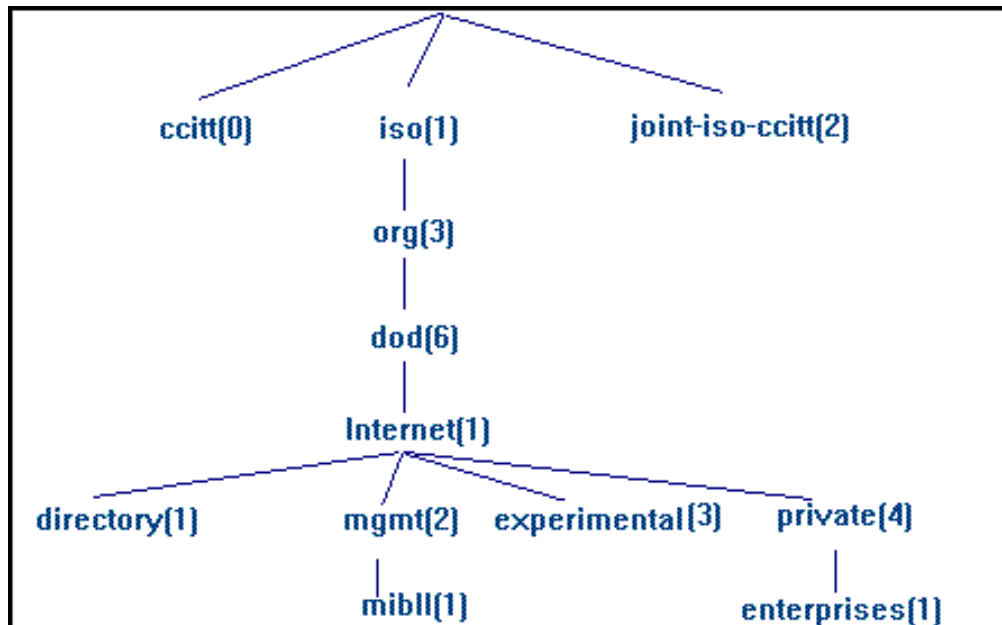 ccitt(0) iso(1) joint-iso-ccitt(2)
org(3)
dod(6)
Internet(1)
directory(1) mgmt(2) experimental(3) private(4)
mibII(1) enterprises(1)